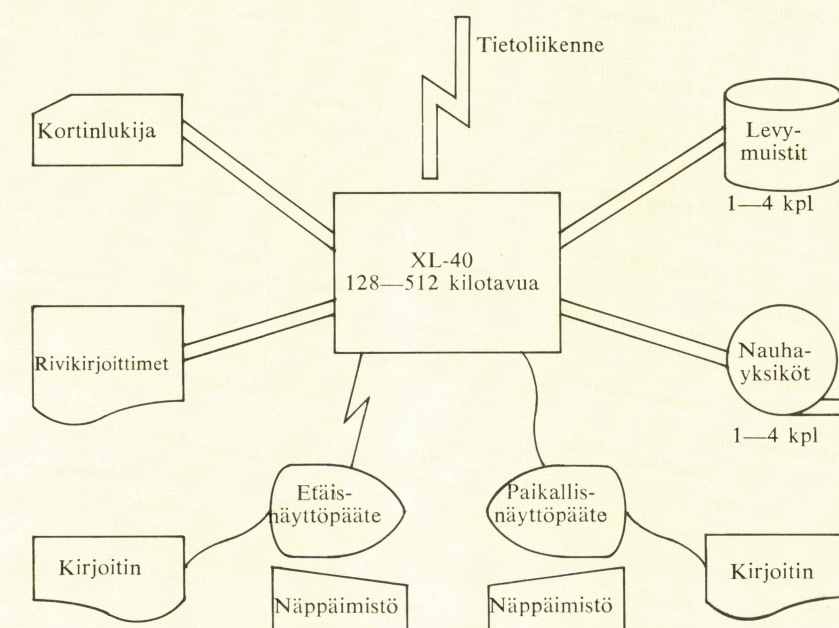 Tietoliikenne
Kortinlukija
Levy-
muistit
1—4 kpl
XL-40
128—512 kilotavua
Rivikirjoittimet
Nauha-
yksiköt
1—4 kpl
Etäis-
näyttöpääte
Paikallis-
näyttöpääte
Kirjoitin
Kirjoitin
Näppäimistö
Näppäimistö